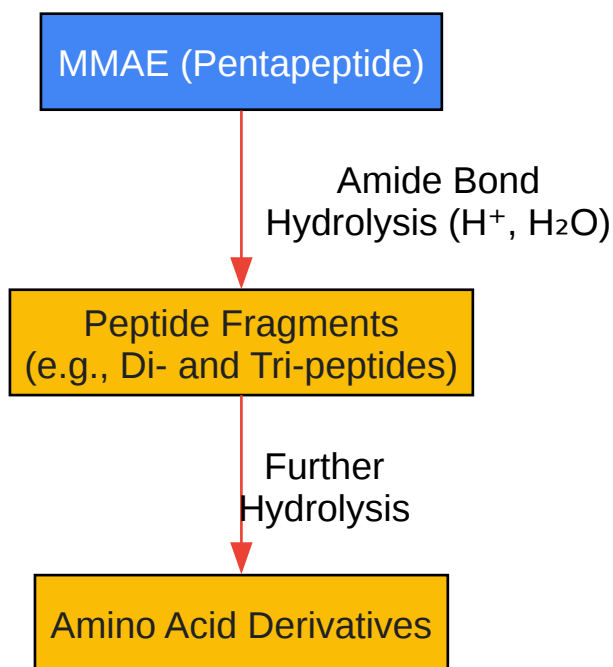 MMAE (Pentapeptide)
Amide Bond
Hydrolysis (H⁺, H₂O)
Peptide Fragments
(e.g., Di- and Tri-peptides)
Further
Hydrolysis
Amino Acid Derivatives